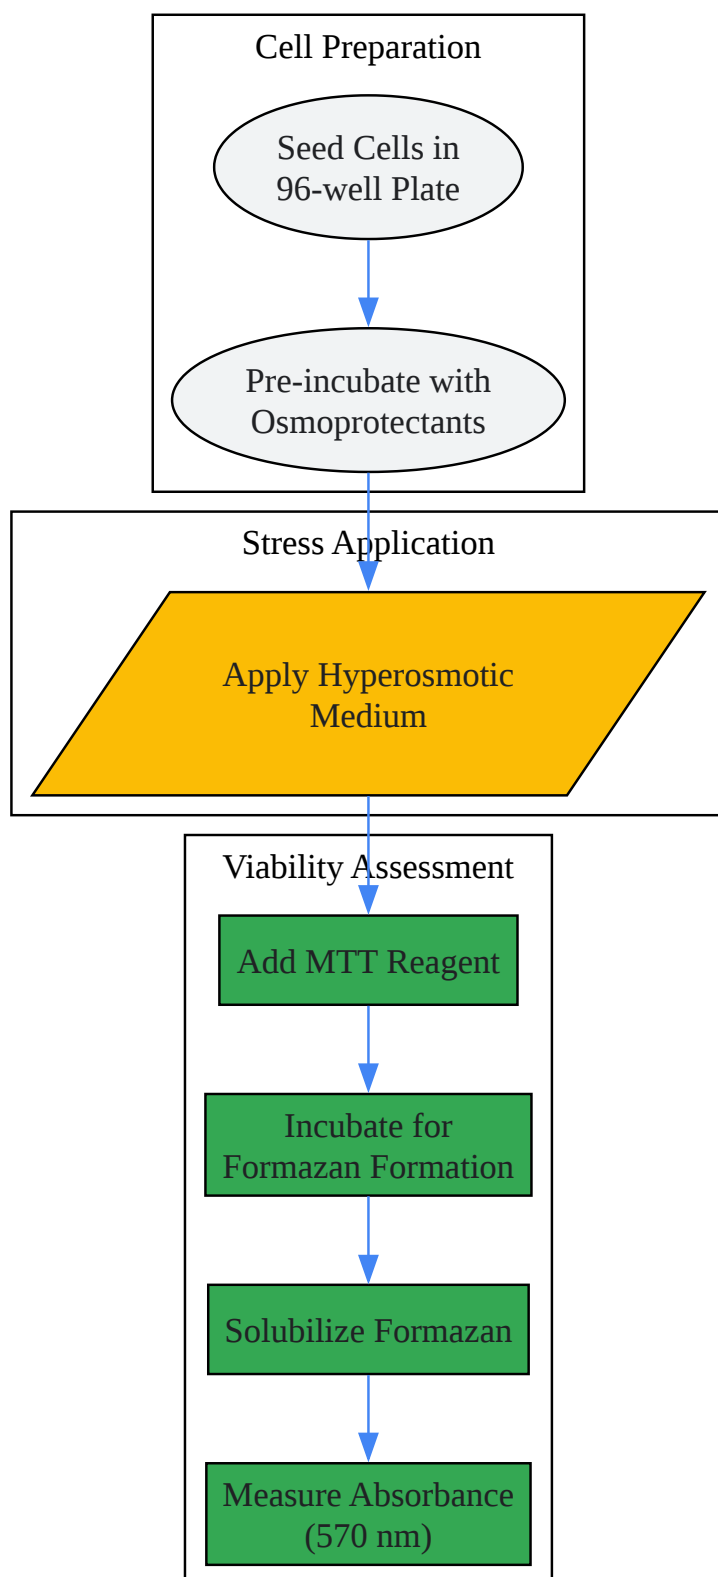 Cell Preparation
Seed Cells in
96-well Plate
Pre-incubate with
Osmoprotectants
Stress Application
Apply Hyperosmotic
Medium
Viability Assessment
Add MTT Reagent
Incubate for
Formazan Formation
Solubilize Formazan
Measure Absorbance
(570 nm)